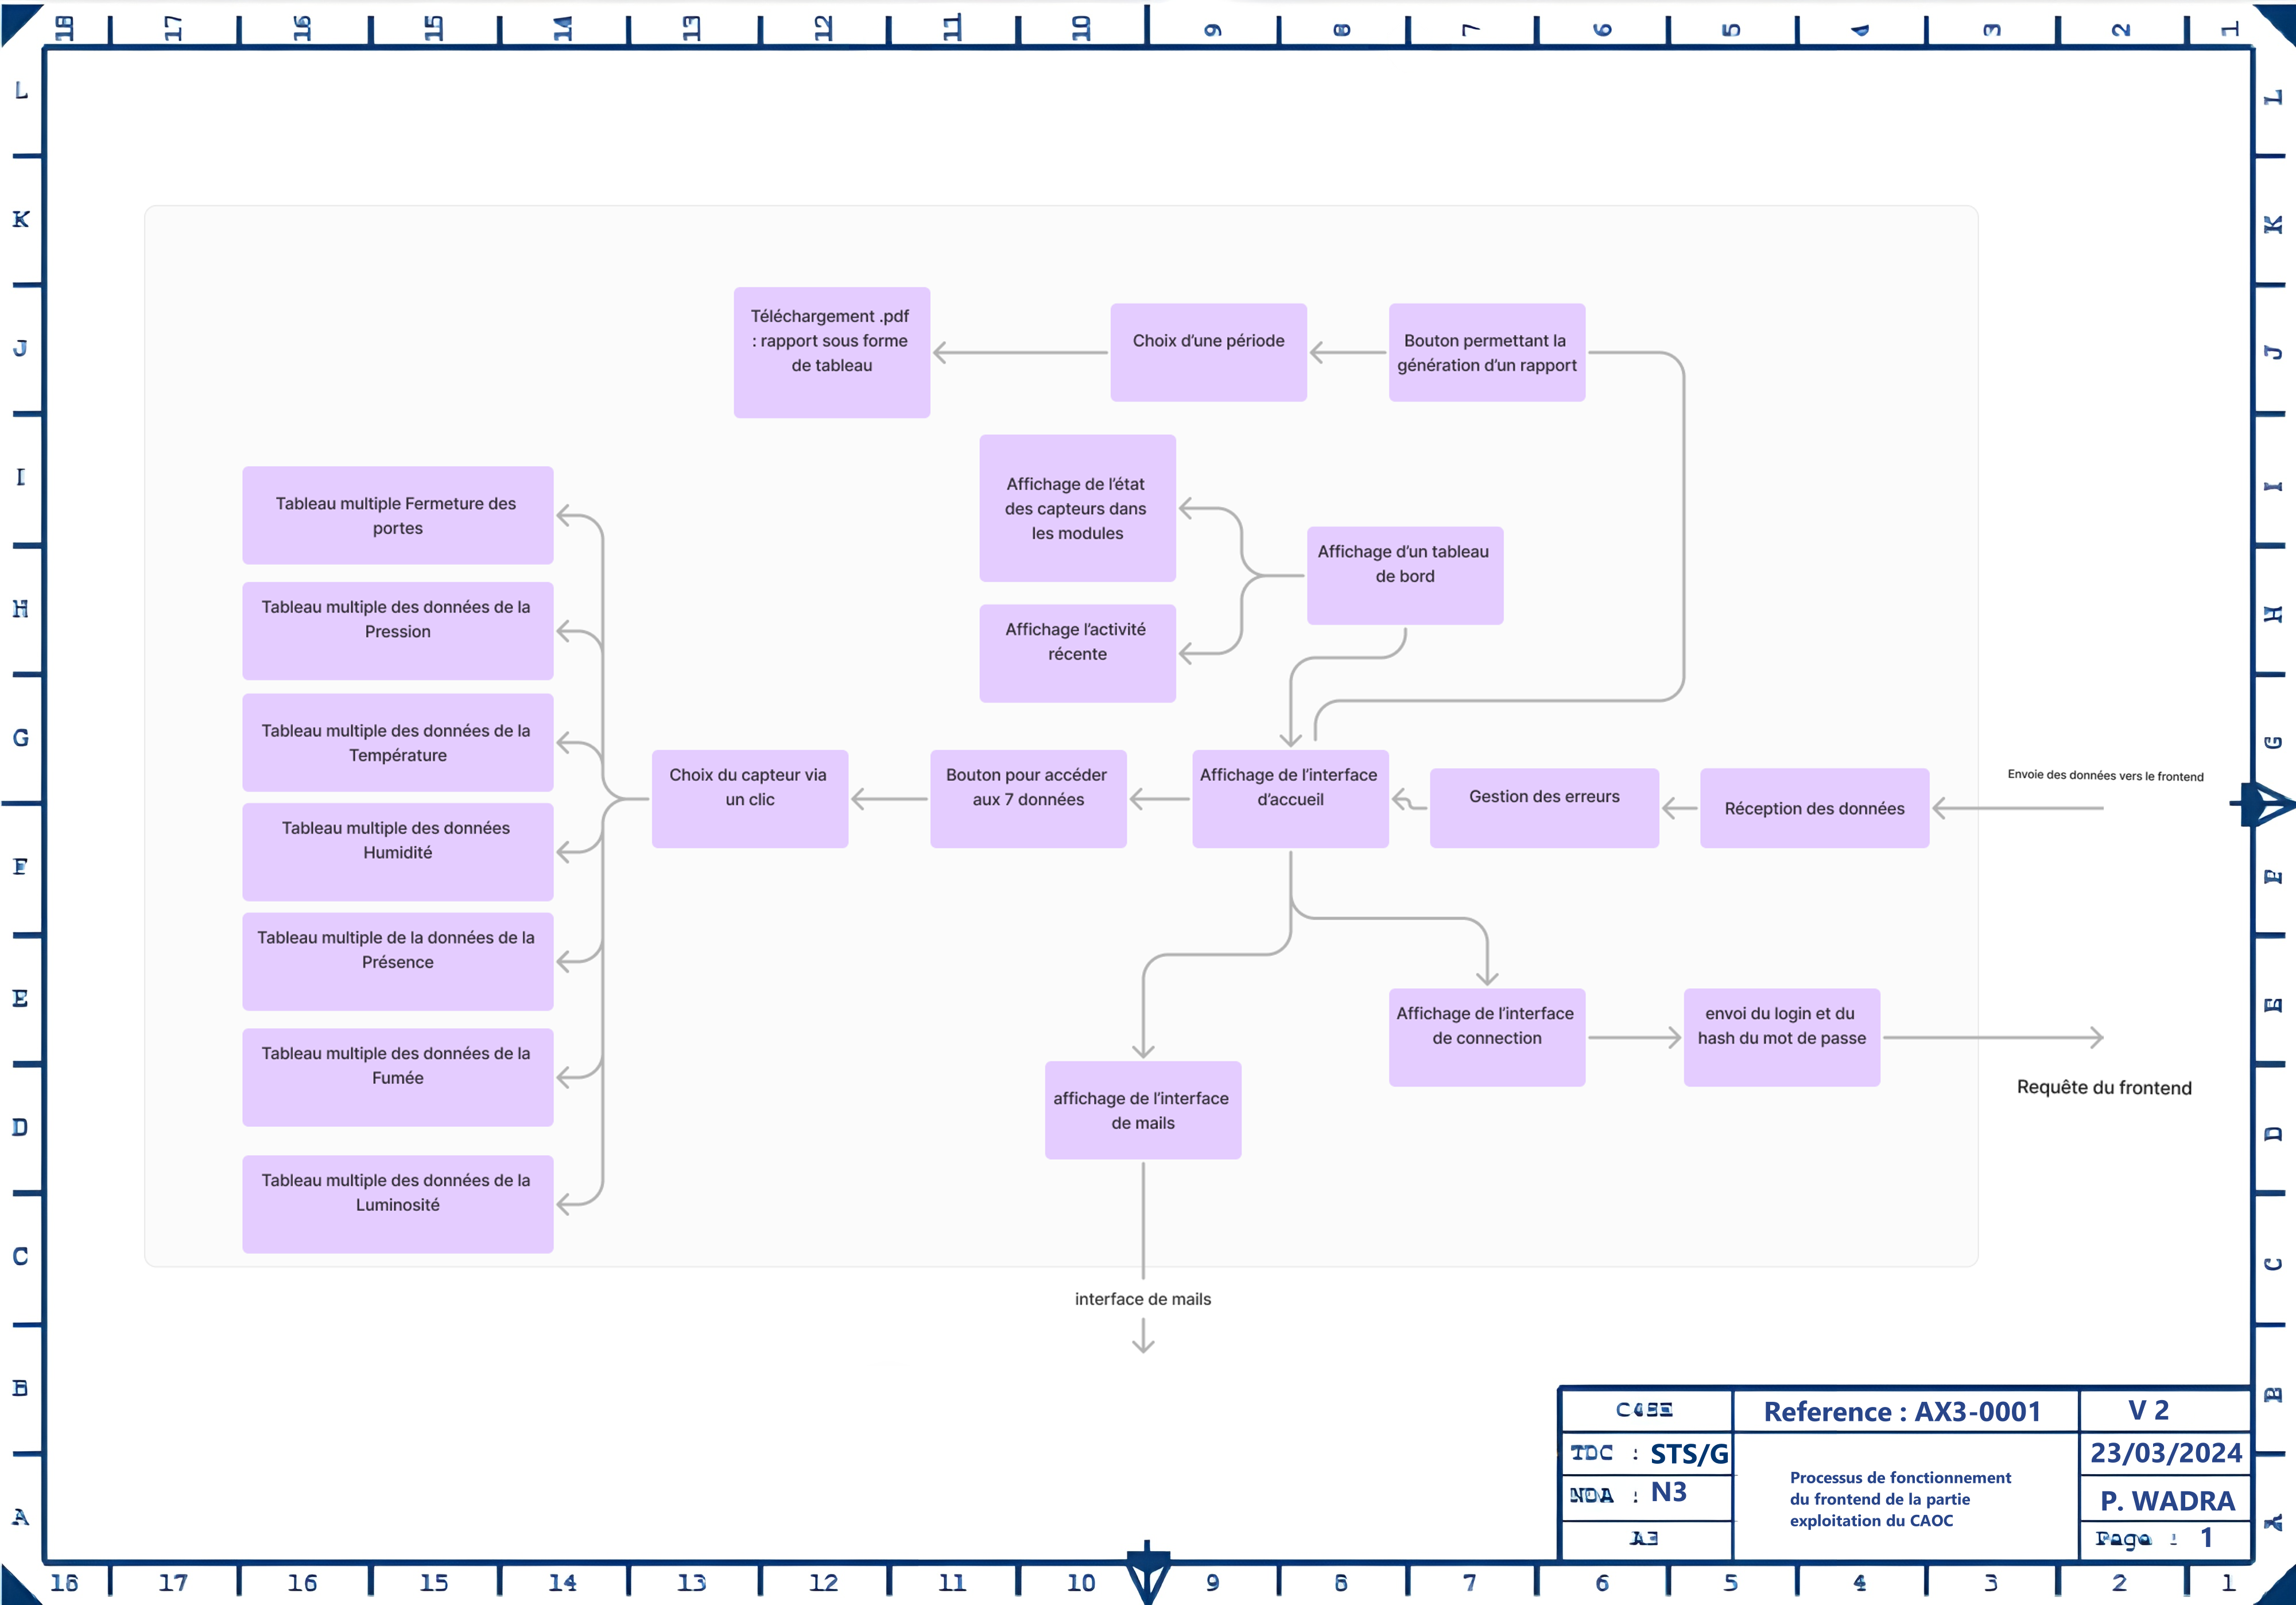 18 17 16 15 14 13 12 11 10 9 8 7 6 5 4 3 2 1
L L
K K
J J
I I
H H
G G
F F
E E
D D
C C
B B
A A
Téléchargement .pdf
: rapport sous forme
de tableau
Choix d’une période
Bouton permettant la
génération d’un rapport
Affichage de l’état
des capteurs dans
les modules
Affichage d’un tableau
de bord
Affichage l’activité
récente
Tableau multiple Fermeture des
portes
Tableau multiple des données de la
Pression
Tableau multiple des données de la
Température
Tableau multiple des données
Humidité
Tableau multiple de la données de la
Présence
Tableau multiple des données de la
Fumée
Tableau multiple des données de la
Luminosité
Choix du capteur via
un clic
Bouton pour accéder
aux 7 données
Affichage de l’interface
d’accueil
Gestion des erreurs
Réception des données
Envoie des données vers le frontend
Affichage de l’interface
de connection
envoi du login et du
hash du mot de passe
Requête du frontend
affichage de l’interface
de mails
interface de mails
Reference : AX3-0001
V 2
TDC : STS/G
23/03/2024
NDA : N3
Processus de fonctionnement
du frontend de la partie
exploitation du CAOC
P. WADRA
A3
Page : 1
18 17 16 15 14 13 12 11 10 9 8 7 6 5 4 3 2 1